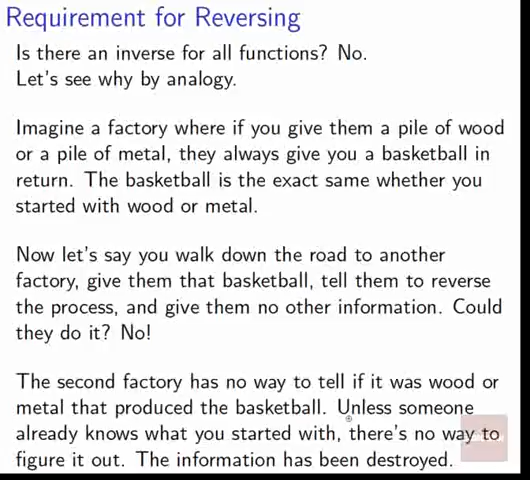 Requirement for Reversing
Is there an inverse for all functions? No.
Let's see why by analogy.
Imagine a factory where if you give them a pile of wood
or a pile of metal, they always give you a basketball in
return. The basketball is the exact same whether you
started with wood or metal.
Now let's say you walk down the road to another
factory, give them that basketball, tell them to reverse
the process, and give them no other information. Could
they do it? No!
The second factory has no way to tell if it was wood or
metal that produced the basketball. Unless someone
already knows what you started with, there's no way to
figure it out. The information has been destroyed.